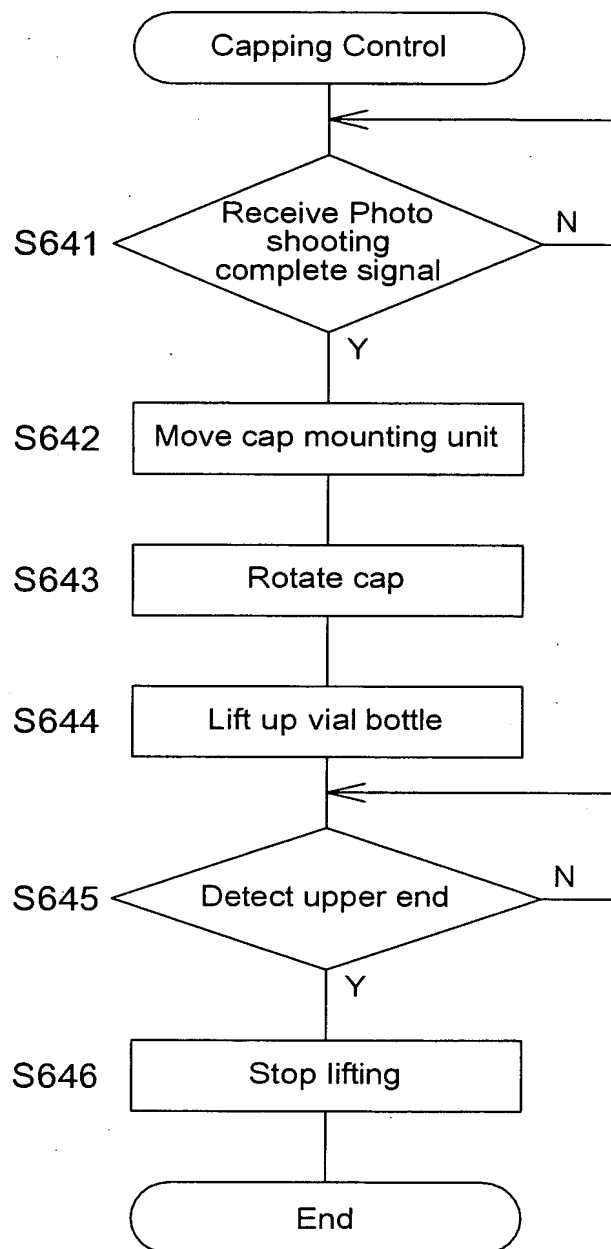 Capping Control
S641
Receive Photo
shooting
complete signal
N
Y
S642
Move cap mounting unit
S643
Rotate cap
S644
Lift up vial bottle
S645
Detect upper end
N
Y
S646
Stop lifting
End